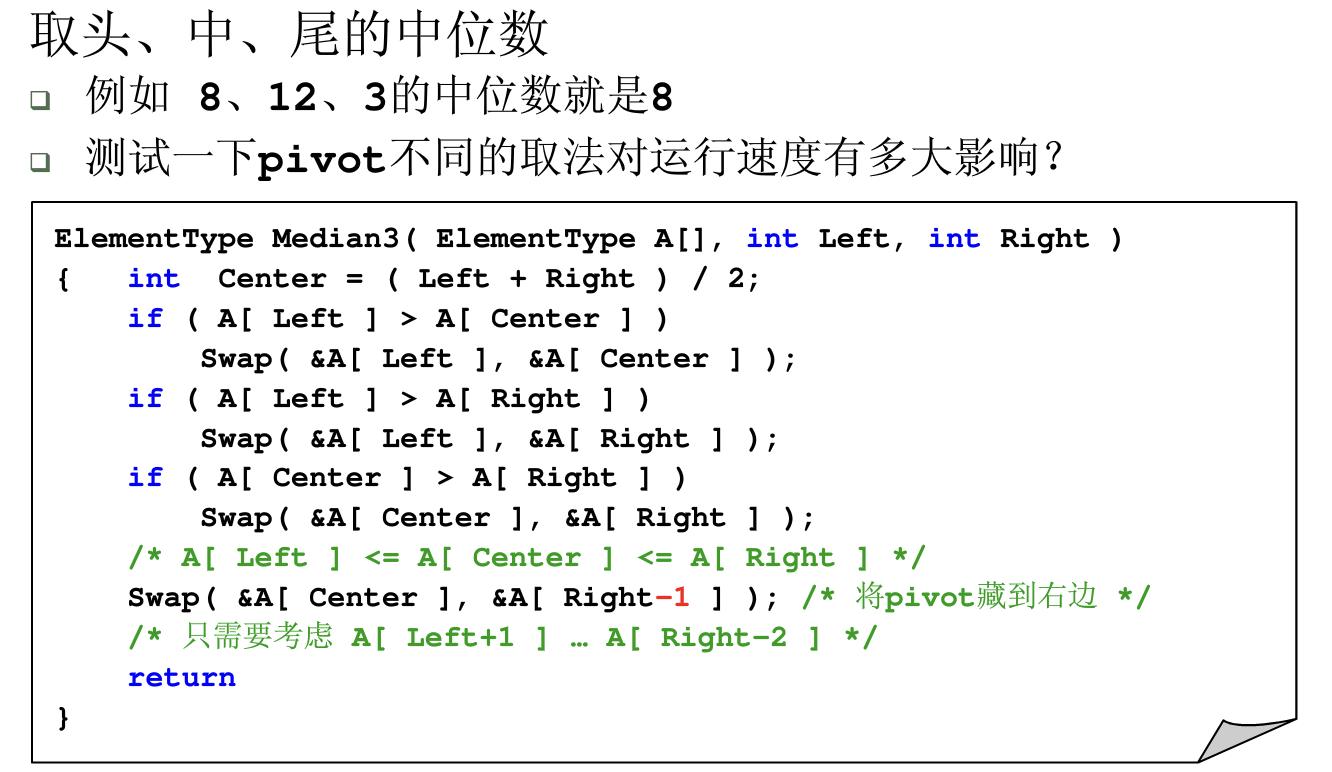 取头、中、尾的中位数
例如 8、12、3的中位数就是8
测试一下pivot不同的取法对运行速度有多大影响？
ElementType Median3( ElementType A[], int Left, int Right )
{   int  Center = ( Left + Right ) / 2;
    if ( A[ Left ] > A[ Center ] )
        Swap( &A[ Left ], &A[ Center ] );
    if ( A[ Left ] > A[ Right ] )
        Swap( &A[ Left ], &A[ Right ] );
    if ( A[ Center ] > A[ Right ] )
        Swap( &A[ Center ], &A[ Right ] );
    /* A[ Left ] <= A[ Center ] <= A[ Right ] */
    Swap( &A[ Center ], &A[ Right-1 ] ); /* 将pivot藏到右边 */
    /* 只需要考虑 A[ Left+1 ] … A[ Right-2 ] */
    return
}